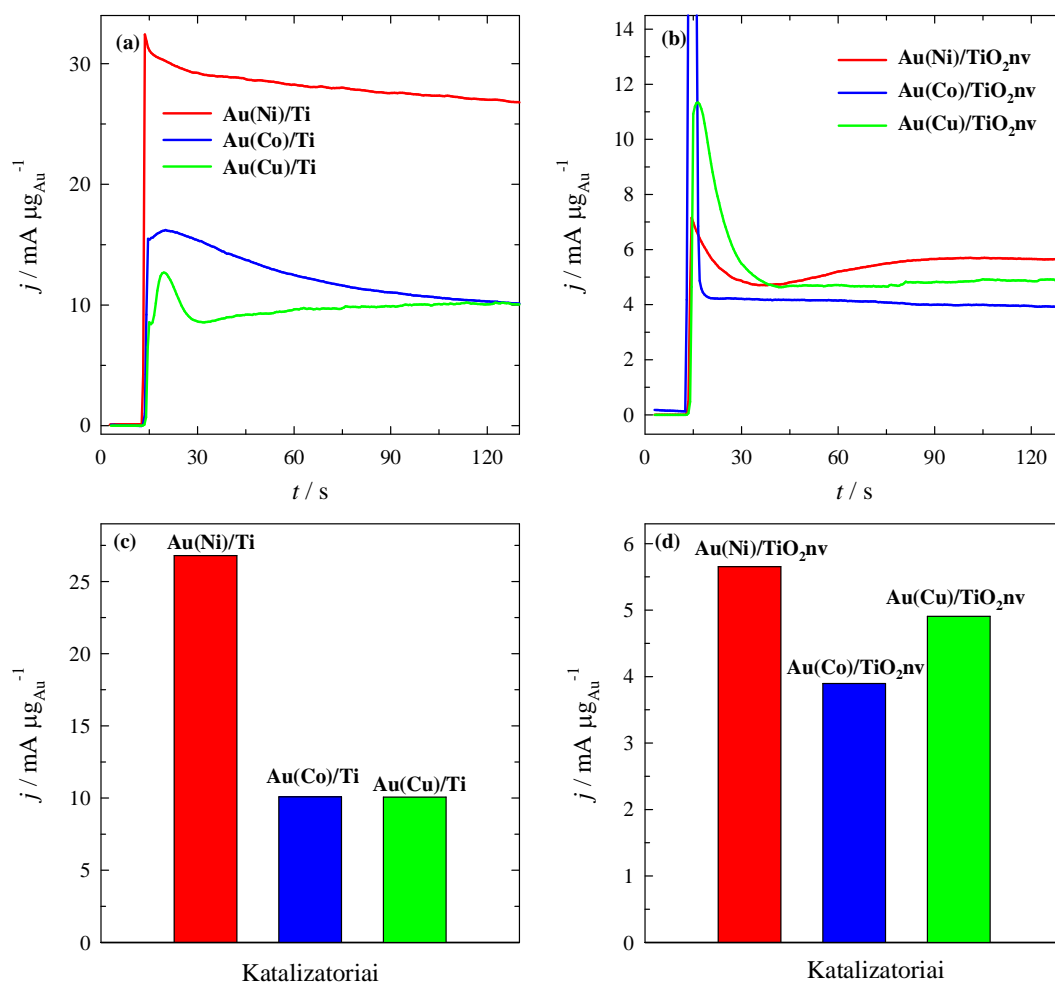 (a)
Au(Ni)/Ti
Au(Co)/Ti
Au(Cu)/Ti
30
20
10
0
j / mA µg_Au^-1
0 30 60 90 120
t / s
(b)
Au(Ni)/TiO₂nv
Au(Co)/TiO₂nv
Au(Cu)/TiO₂nv
14
12
10
8
6
4
2
0
j / mA µg_Au^-1
0 30 60 90 120
t / s
(c)
Au(Ni)/Ti
Au(Co)/Ti
Au(Cu)/Ti
25
20
15
10
5
0
j / mA µg_Au^-1
Katalizatoriai
(d)
Au(Ni)/TiO₂nv
Au(Cu)/TiO₂nv
Au(Co)/TiO₂nv
6
5
4
3
2
1
0
j / mA µg_Au^-1
Katalizatoriai